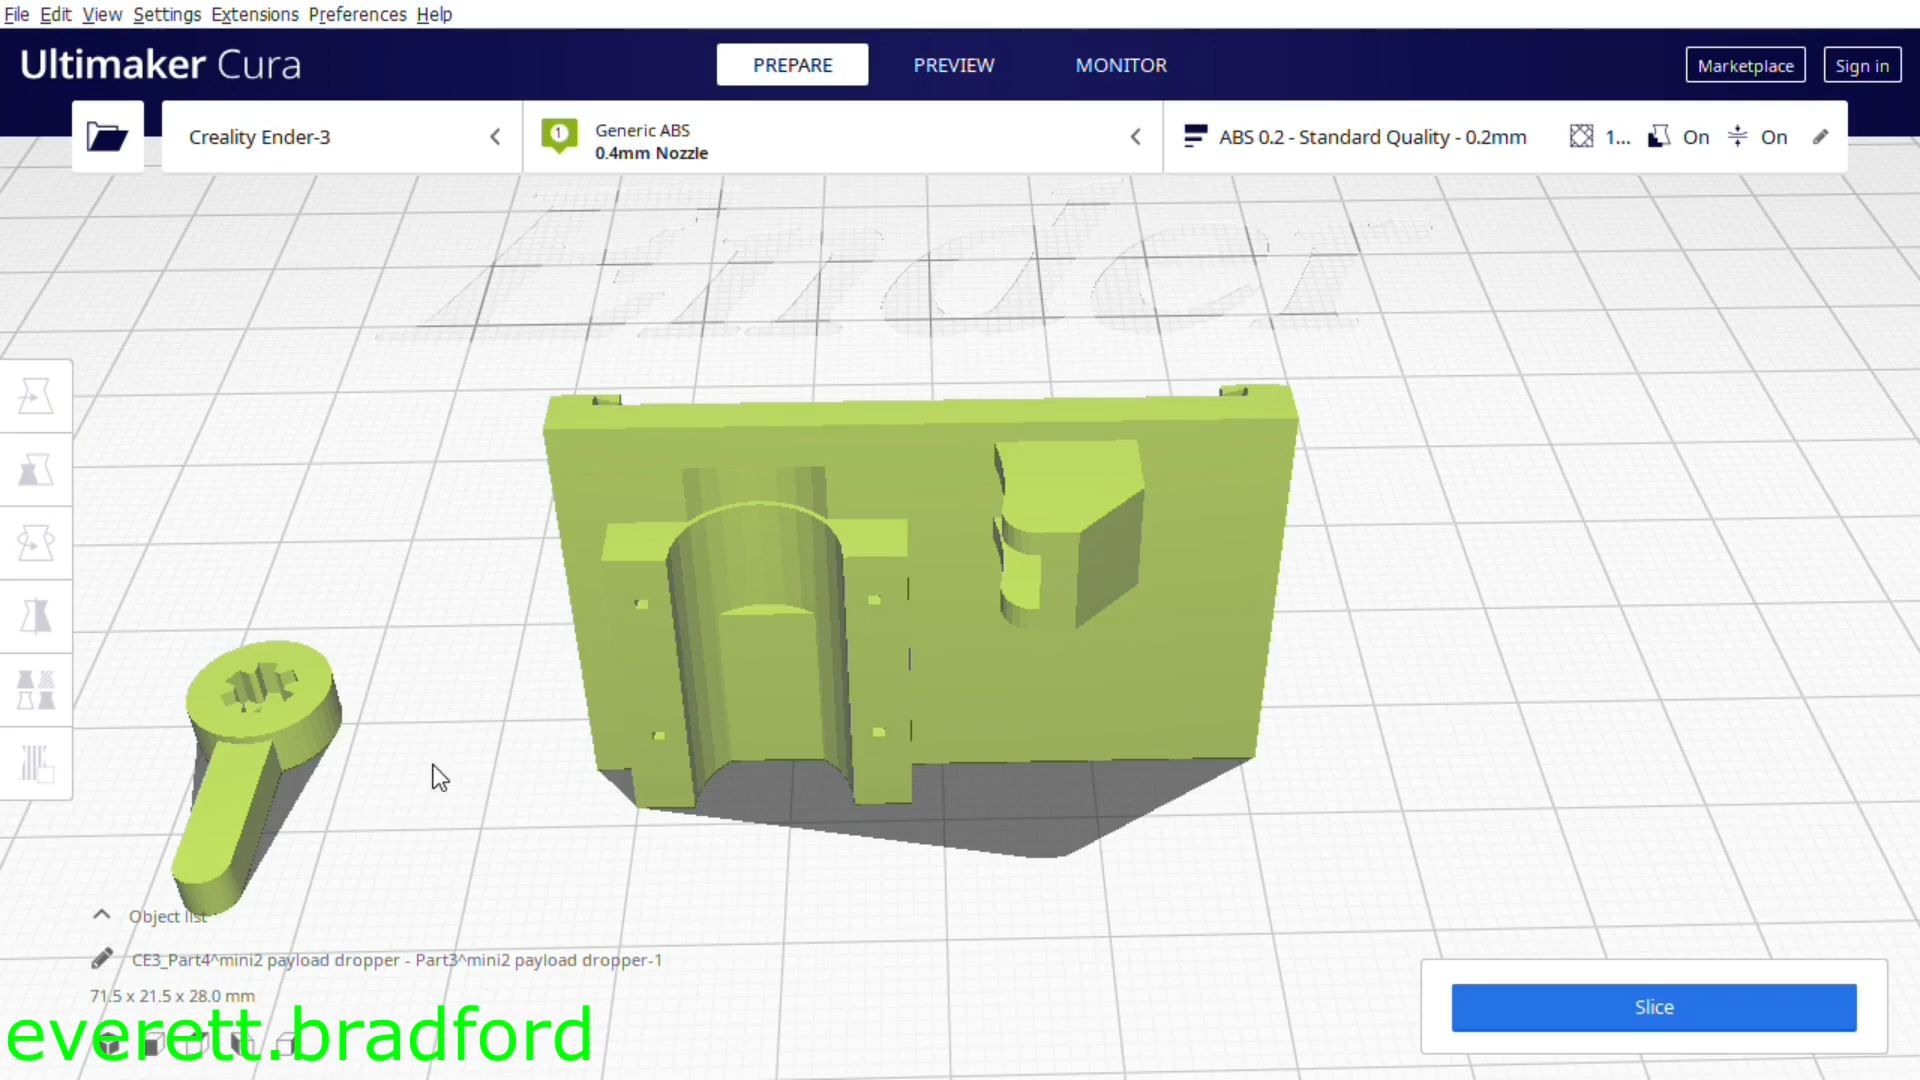 File Edit View Settings Extensions Preferences Help
Ultimaker Cura
PREPARE PREVIEW MONITOR
Marketplace Sign in
Creality Ender-3
1 Generic ABS
0.4mm Nozzle
ABS 0.2 - Standard Quality - 0.2mm 1... On On
Ender
Object list
CE3_Part4^mini2 payload dropper - Part3^mini2 payload dropper-1
71.5 x 21.5 x 28.0 mm
everett.bradford
Slice